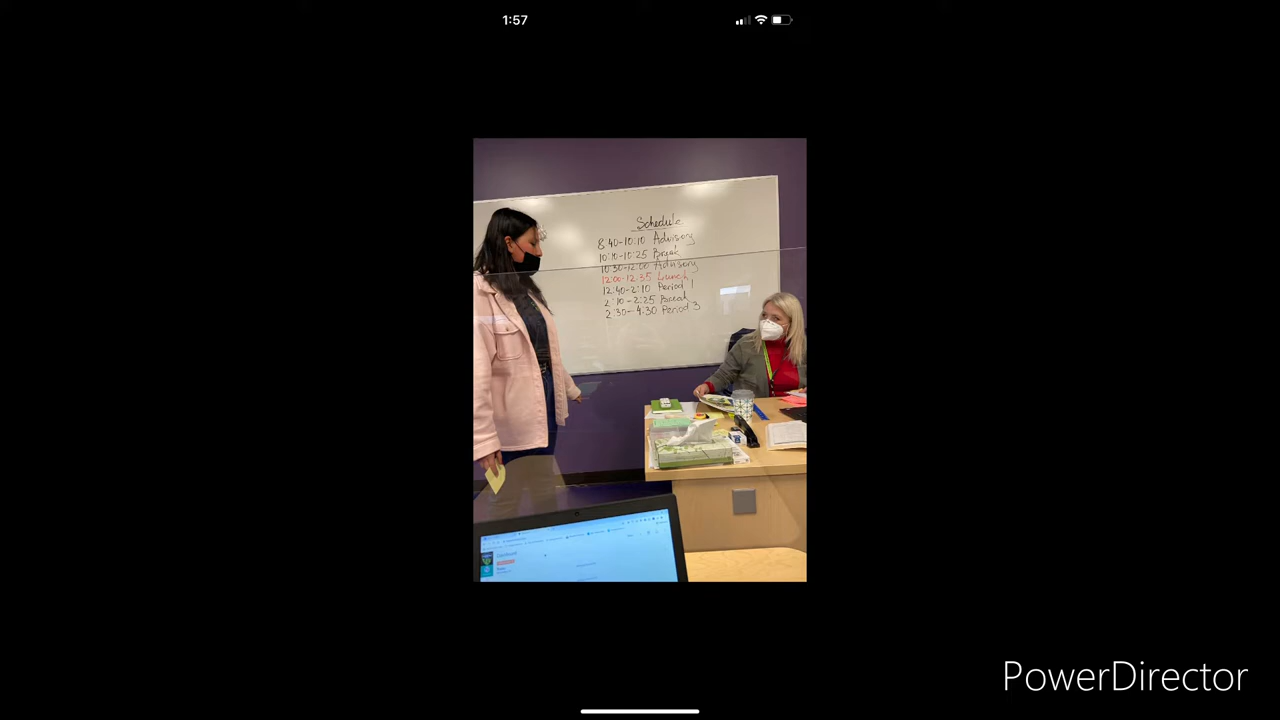 1:57
Schedule
8:40-10:10 Advisory
10:10-10:25 Break
10:30-12:00 Advisory
12:00-12:35 Lunch
12:40-2:10 Period 1
2:10-2:25 Break
2:30-4:30 Period 3
PowerDirector